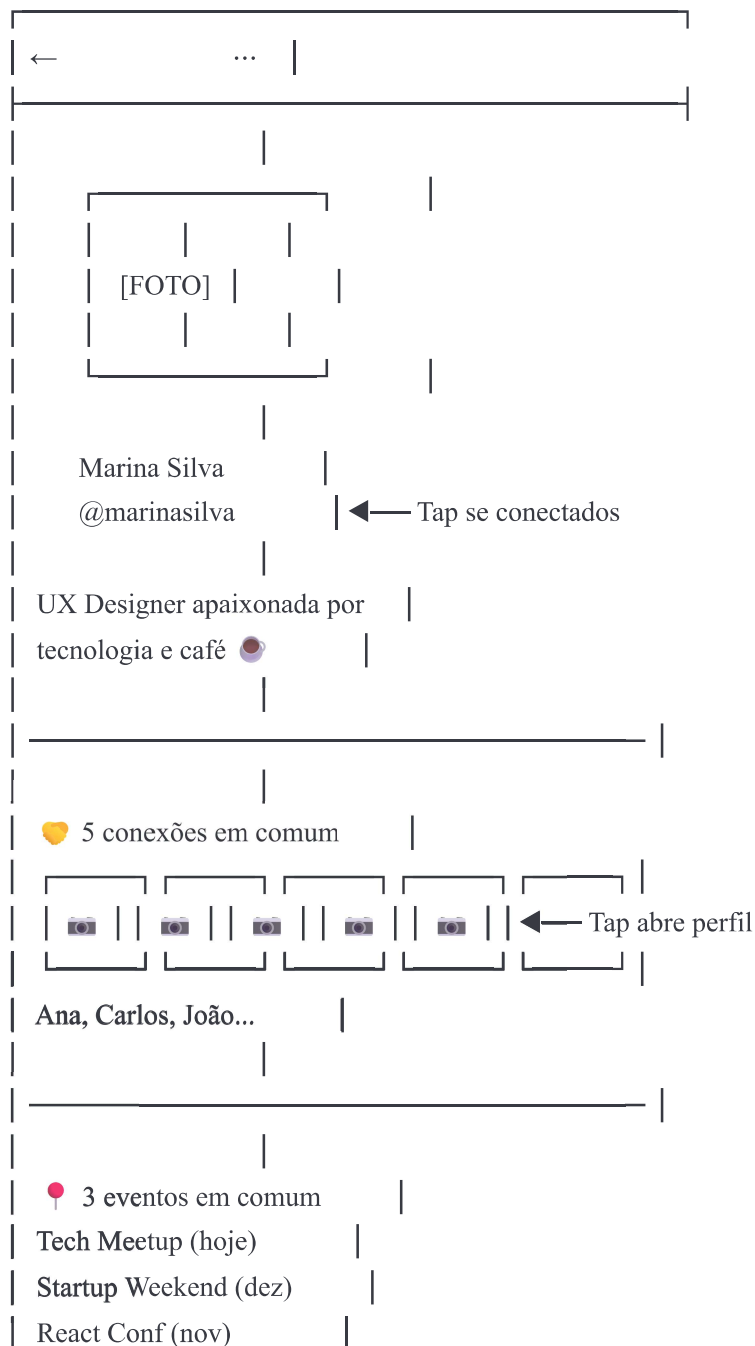 ← ...
[FOTO]
Marina Silva
@marinasilva ◄── Tap se conectados
UX Designer apaixonada por
tecnologia e café ☕
🤝 5 conexões em comum
📷 📷 📷 📷 📷 ◄── Tap abre perfil
Ana, Carlos, João...
📍 3 eventos em comum
Tech Meetup (hoje)
Startup Weekend (dez)
React Conf (nov)